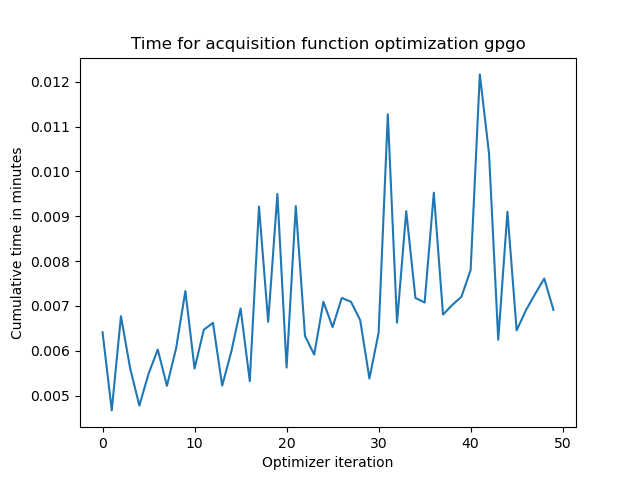 Time for acquisition function optimization gpgo
Cumulative time in minutes
0.012
0.011
0.010
0.009
0.008
0.007
0.006
0.005
0 10 20 30 40 50
Optimizer iteration